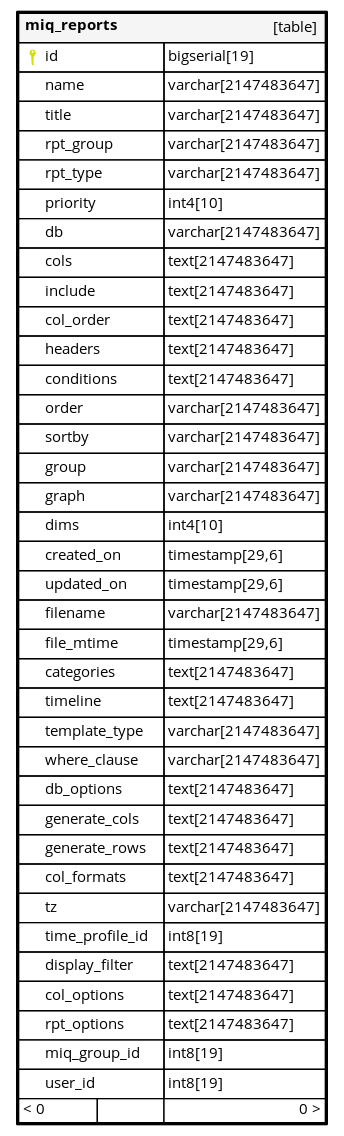 miq_reports [table]
id bigserial[19]
name varchar[2147483647]
title varchar[2147483647]
rpt_group varchar[2147483647]
rpt_type varchar[2147483647]
priority int4[10]
db varchar[2147483647]
cols text[2147483647]
include text[2147483647]
col_order text[2147483647]
headers text[2147483647]
conditions text[2147483647]
order varchar[2147483647]
sortby varchar[2147483647]
group varchar[2147483647]
graph varchar[2147483647]
dims int4[10]
created_on timestamp[29,6]
updated_on timestamp[29,6]
filename varchar[2147483647]
file_mtime timestamp[29,6]
categories text[2147483647]
timeline text[2147483647]
template_type varchar[2147483647]
where_clause varchar[2147483647]
db_options text[2147483647]
generate_cols text[2147483647]
generate_rows text[2147483647]
col_formats text[2147483647]
tz varchar[2147483647]
time_profile_id int8[19]
display_filter text[2147483647]
col_options text[2147483647]
rpt_options text[2147483647]
miq_group_id int8[19]
user_id int8[19]
< 0 0 >